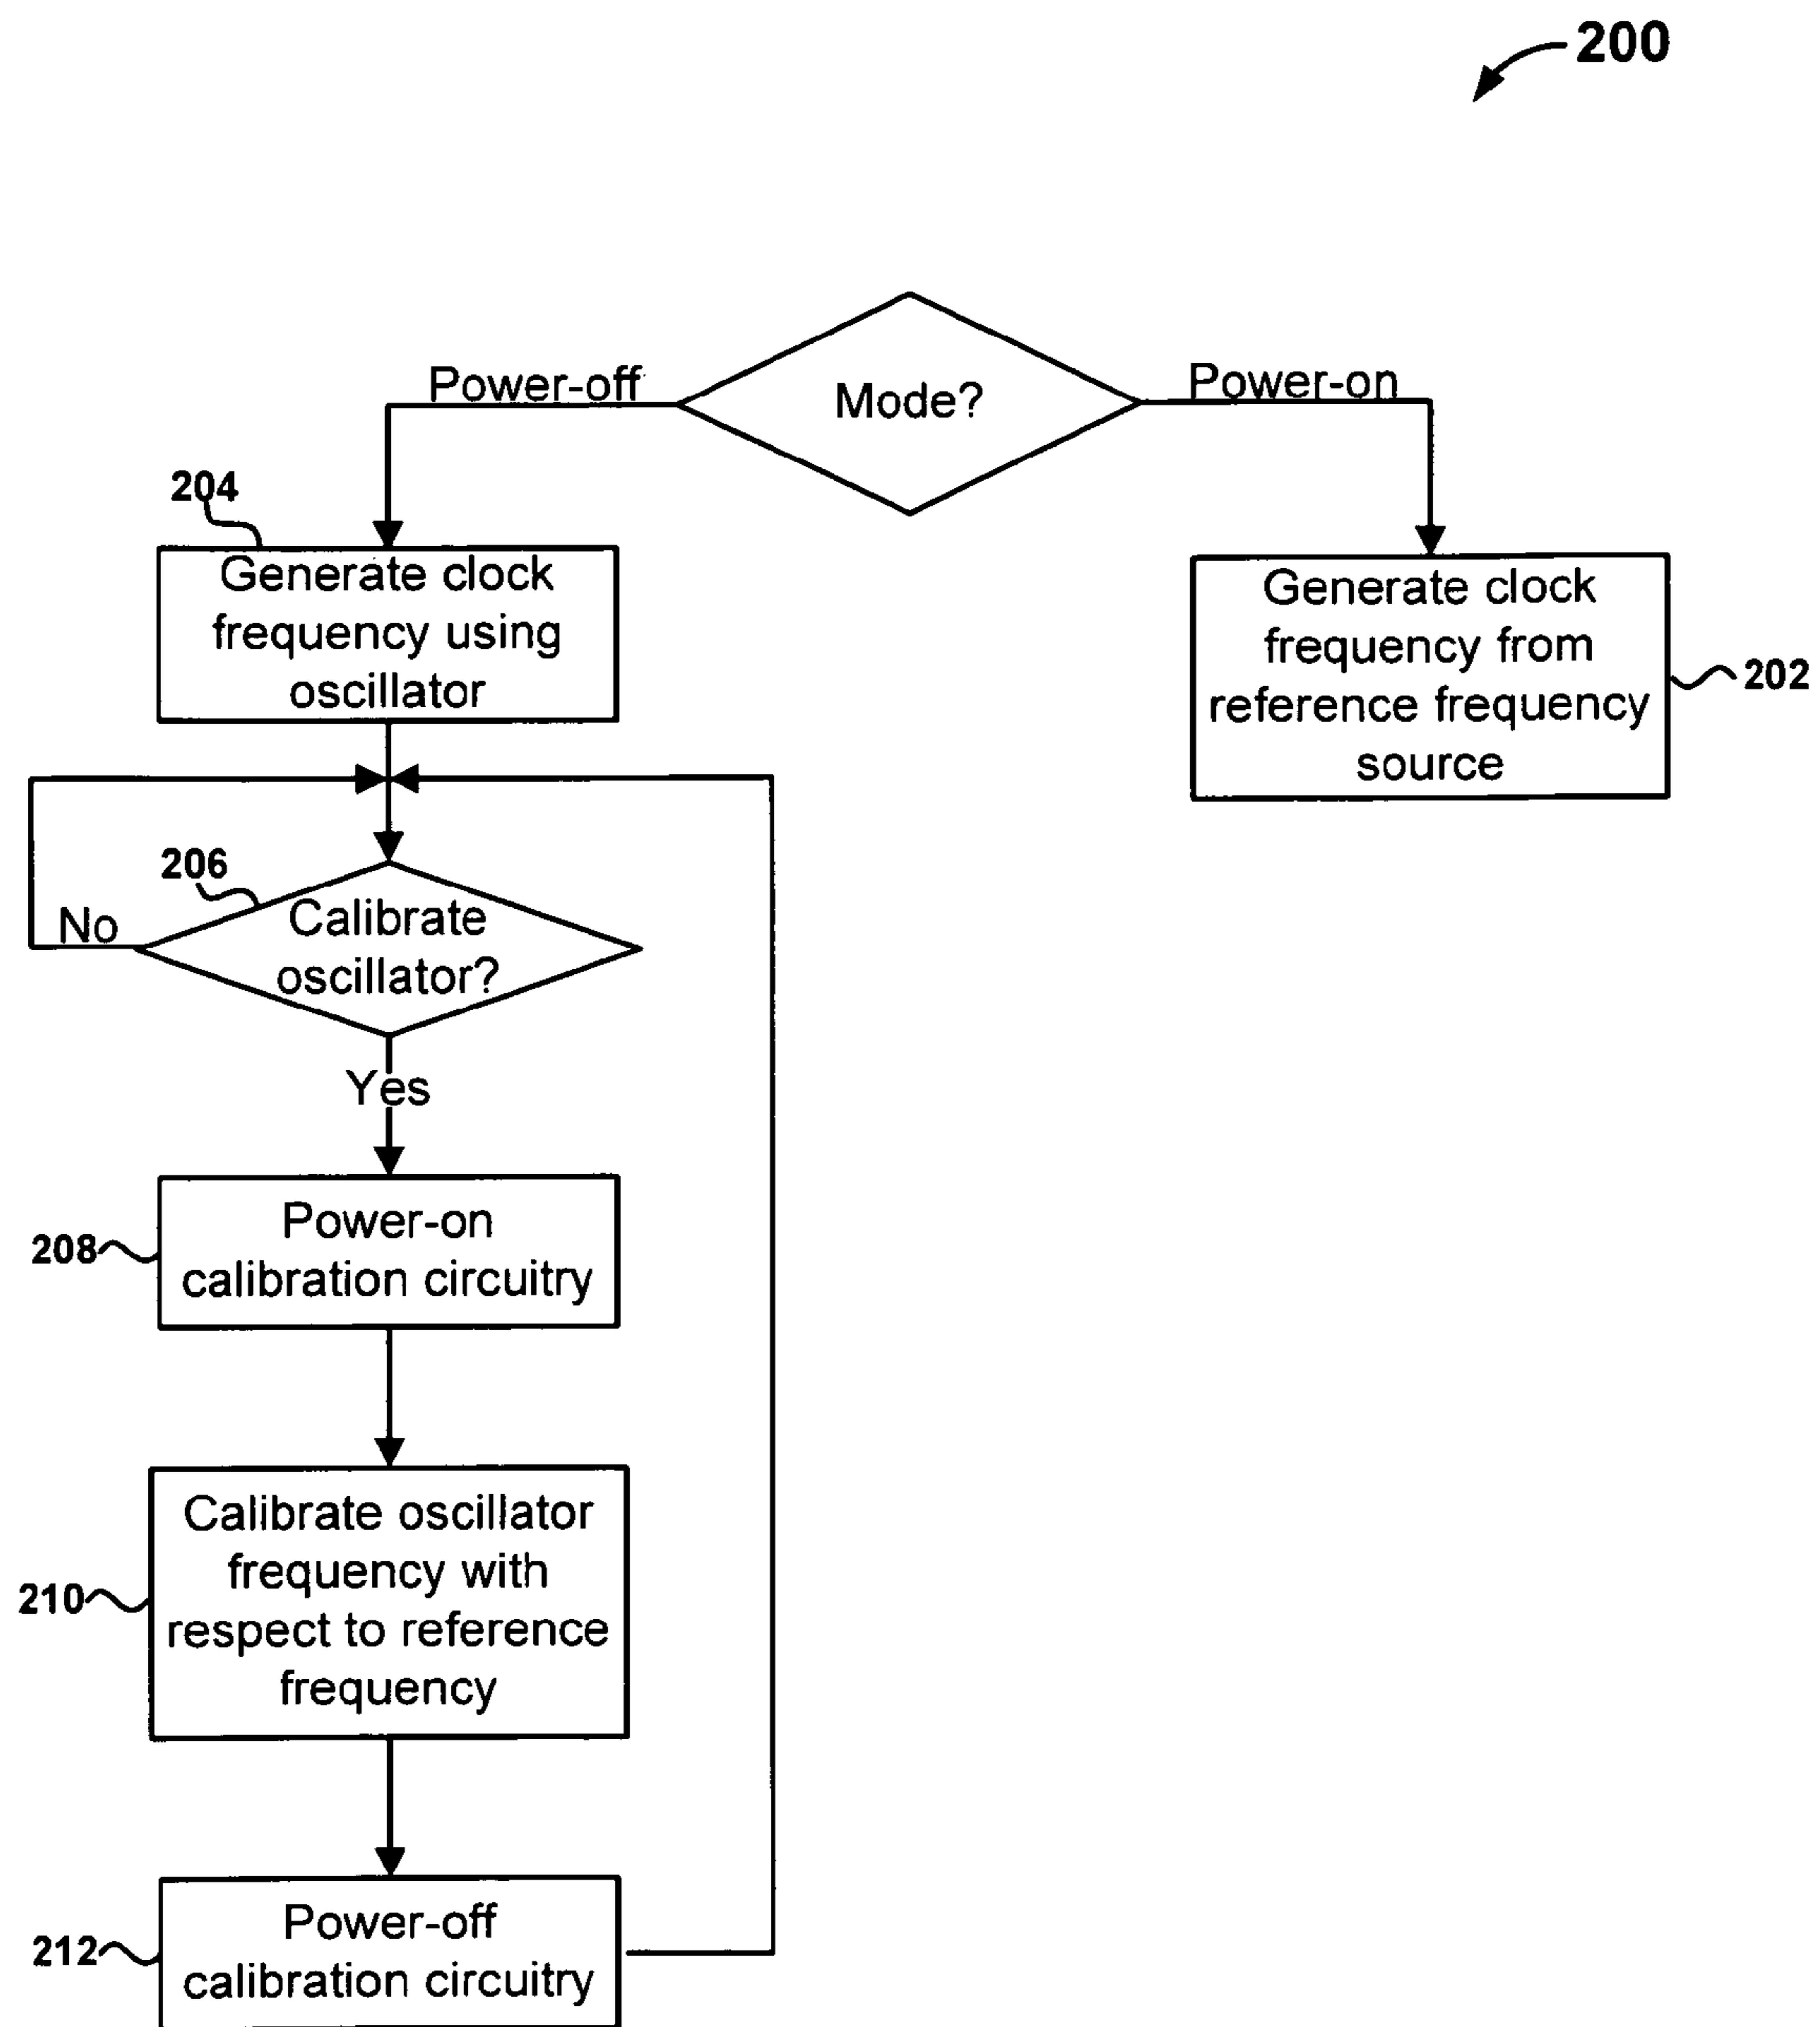 200
Mode?
Power-off
Power-on
204
Generate clock
frequency using
oscillator
Generate clock
frequency from
reference frequency
source
202
206
Calibrate
oscillator?
No
Yes
208
Power-on
calibration circuitry
210
Calibrate oscillator
frequency with
respect to reference
frequency
212
Power-off
calibration circuitry